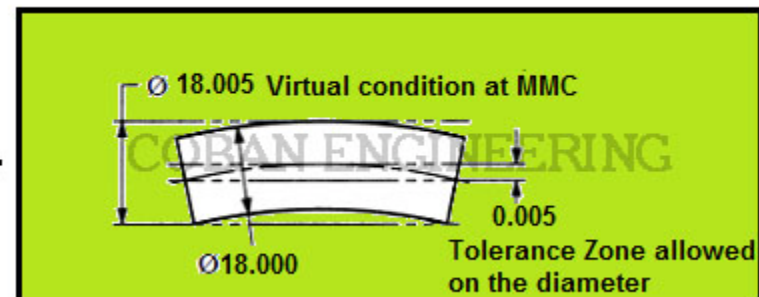 Ø 18.005 Virtual condition at MMC
COBAN ENGINEERING
0.005
Ø18.000
Tolerance Zone allowed
on the diameter